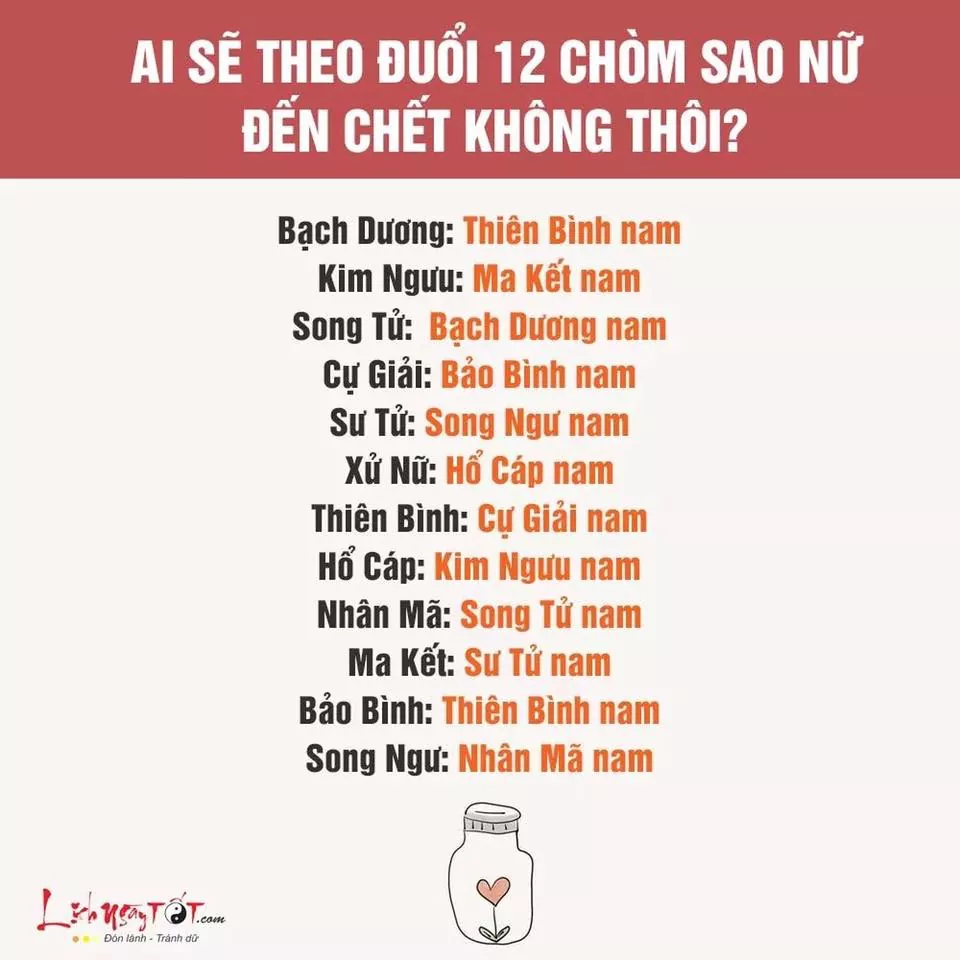 AI SẼ THEO ĐUỔI 12 CHÒM SAO NỮ
ĐẾN CHẾT KHÔNG THÔI?
Bạch Dương: Thiên Bình nam
Kim Ngưu: Ma Kết nam
Song Tử: Bạch Dương nam
Cự Giải: Bảo Bình nam
Sư Tử: Song Ngư nam
Xử Nữ: Hổ Cáp nam
Thiên Bình: Cự Giải nam
Hổ Cáp: Kim Ngưu nam
Nhân Mã: Song Tử nam
Ma Kết: Sư Tử nam
Bảo Bình: Thiên Bình nam
Song Ngư: Nhân Mã nam
LịchngàyTỐT.com
Đón lành - Tránh dữ